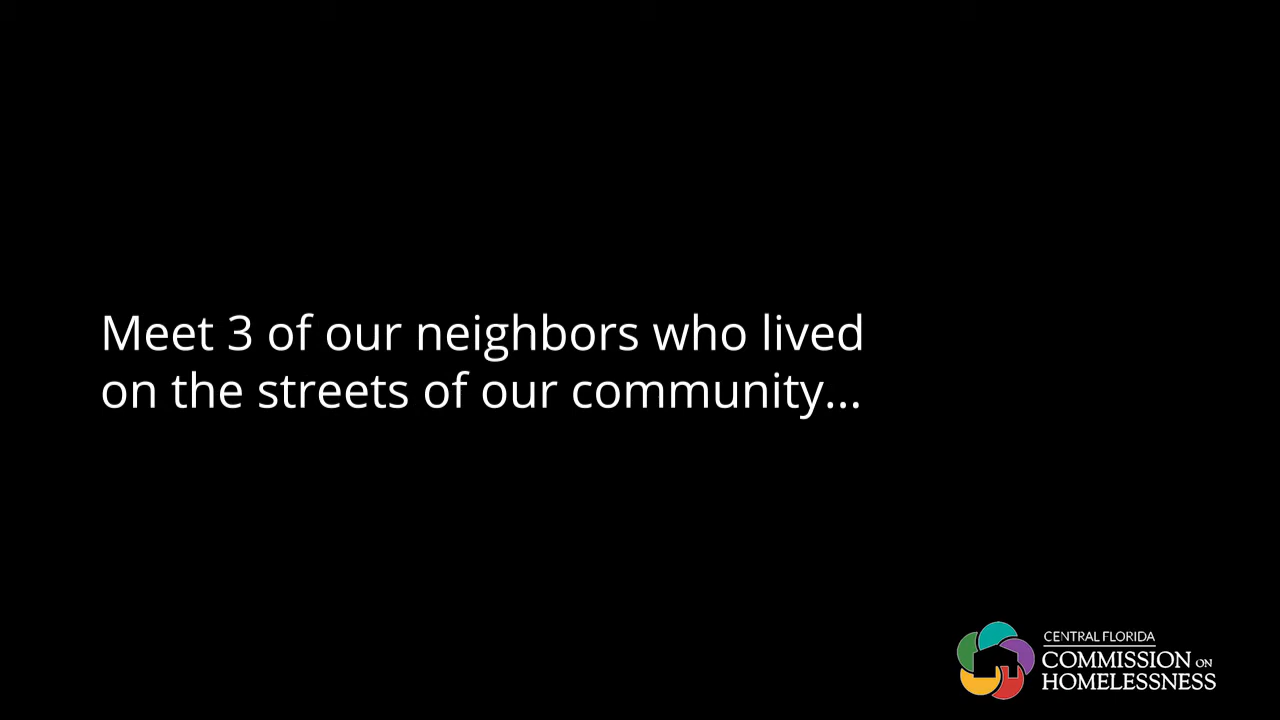 Meet 3 of our neighbors who lived
on the streets of our community...
CENTRAL FLORIDA
COMMISSION ON
HOMELESSNESS